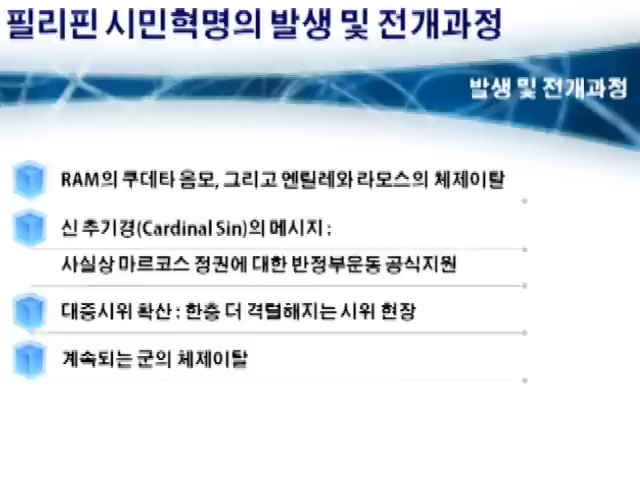 필리핀 시민혁명의 발생 및 전개과정
발생 및 전개과정
RAM의 쿠데타 음모, 그리고 엔릴레와 라모스의 체제이탈
신 추기경(Cardinal Sin)의 메시지 :
사실상 마르코스 정권에 대한 반정부운동 공식지원
대중시위 확산 : 한층 더 격렬해지는 시위 현장
계속되는 군의 체제이탈